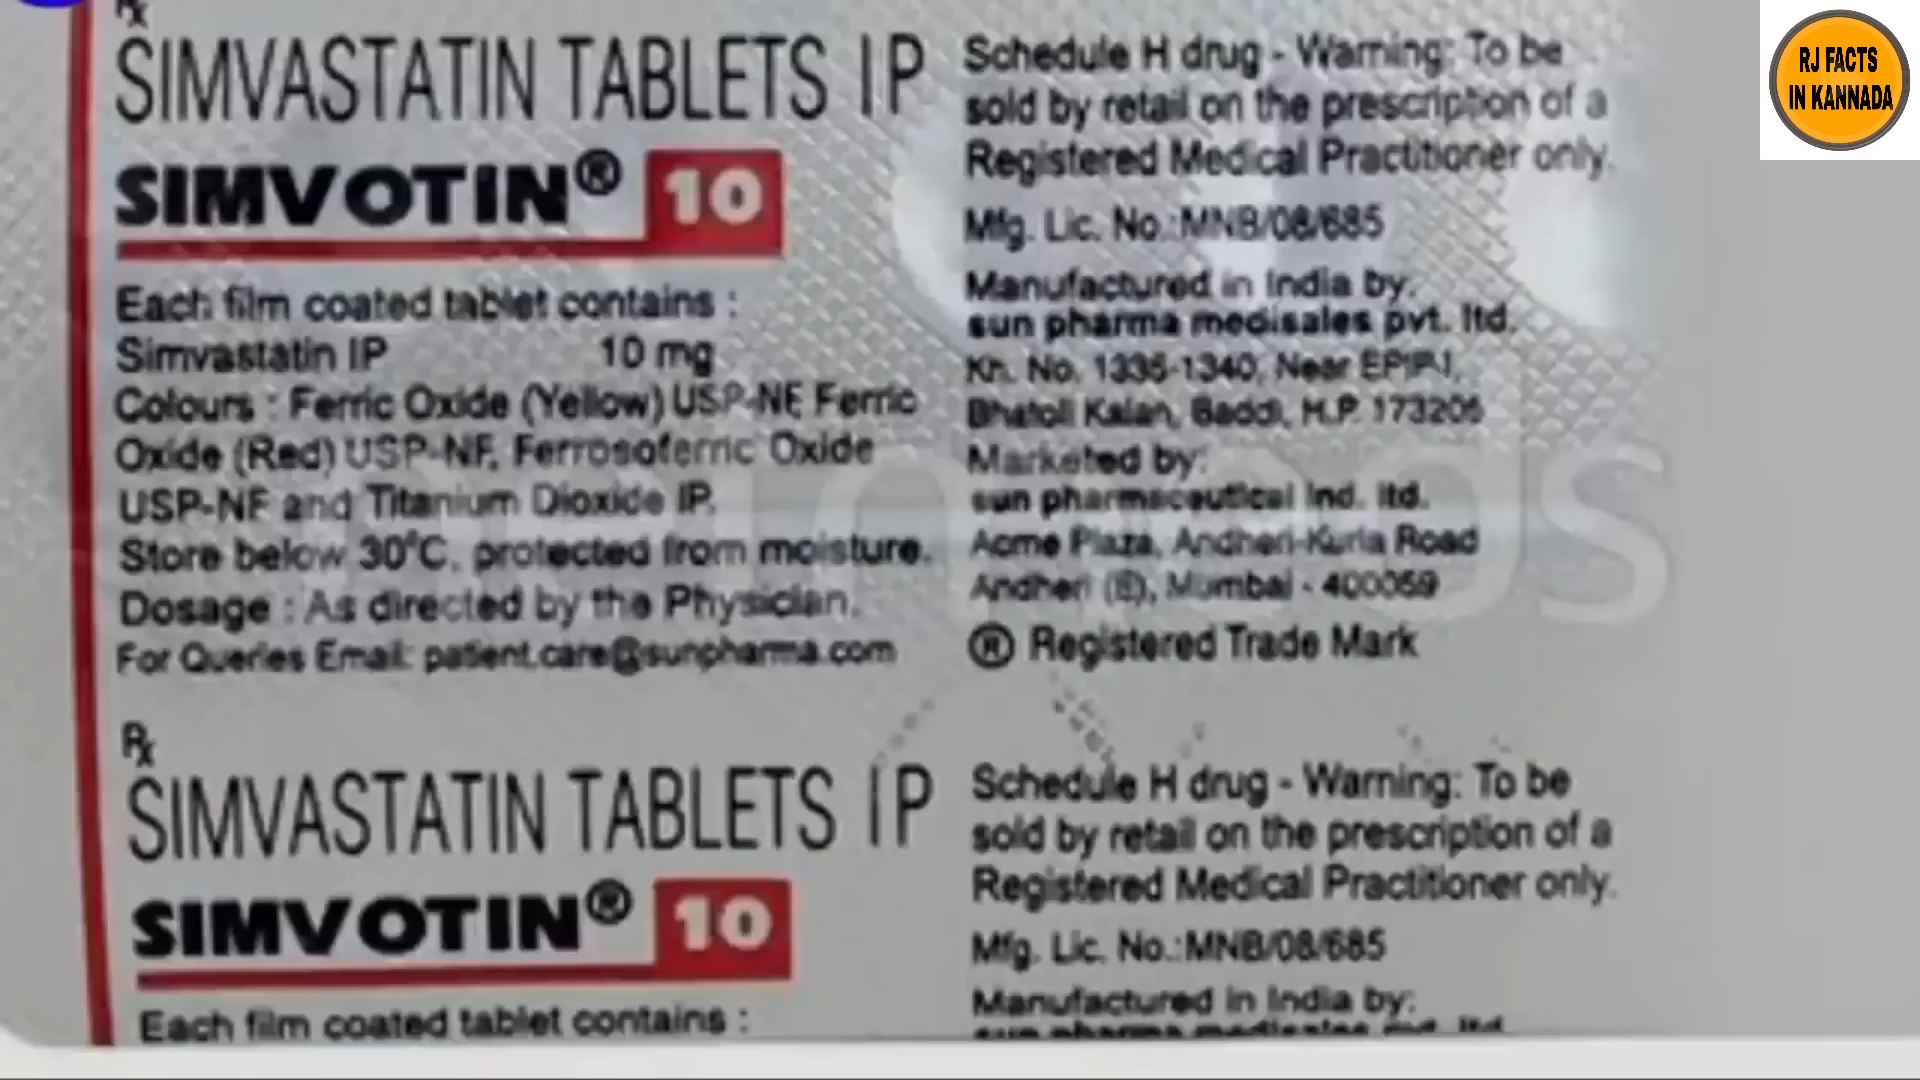 Rx
SIMVASTATIN TABLETS IP
SIMVOTIN® 10
Each film coated tablet contains :
Simvastatin IP 10 mg
Colours : Ferric Oxide (Yellow) USP-NF Ferric
Oxide (Red) USP-NF, Ferrosoferric Oxide
USP-NF and Titanium Dioxide IP.
Store below 30°C, protected from moisture.
Dosage : As directed by the Physician.
For Queries Email: patient.care@sunpharma.com
Schedule H drug - Warning: To be
sold by retail on the prescription of a
Registered Medical Practitioner only.
Mfg. Lic. No.:MNB/08/685
Manufactured in India by:
sun pharma medisales pvt. ltd.
Kh. No. 1335-1340, Near EPIP-I,
Bhatoli Kalan, Baddi, H.P. 173205
Marketed by:
sun pharmaceutical ind. ltd.
Acme Plaza, Andheri-Kurla Road
Andheri (E), Mumbai - 400059
® Registered Trade Mark
Rx
SIMVASTATIN TABLETS IP
SIMVOTIN® 10
Each film coated tablet contains :
Schedule H drug - Warning: To be
sold by retail on the prescription of a
Registered Medical Practitioner only.
Mfg. Lic. No.:MNB/08/685
Manufactured in India by:
sun pharma medisales pvt. ltd.
RJ FACTS
IN KANNADA